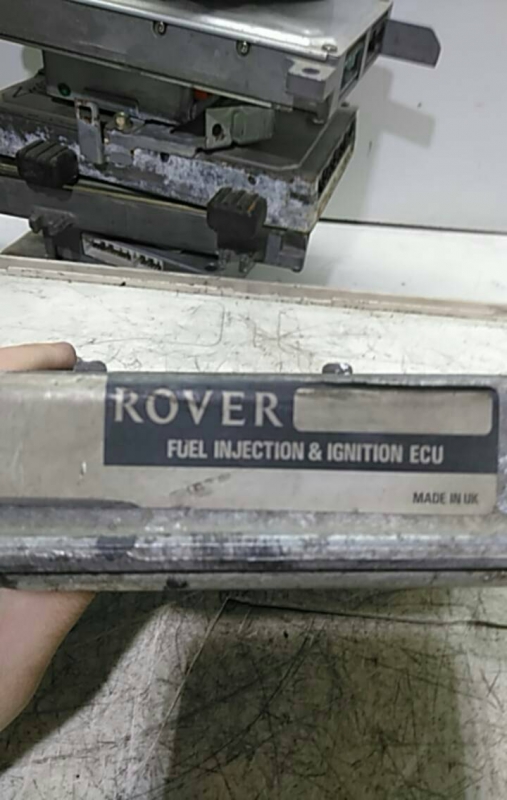 ROVER
FUEL INJECTION & IGNITION ECU
MADE IN UK